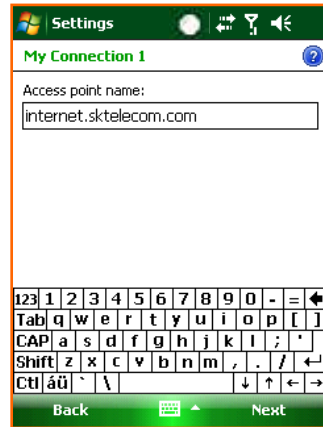 Settings
My Connection 1
Access point name:
internet.sktelecom.com
123 1 2 3 4 5 6 7 8 9 0 - =
Tab q w e r t y u i o p [ ]
CAP a s d f g h j k l ; '
Shift z x c v b n m , . /
Ctl áü ` \
Back Next